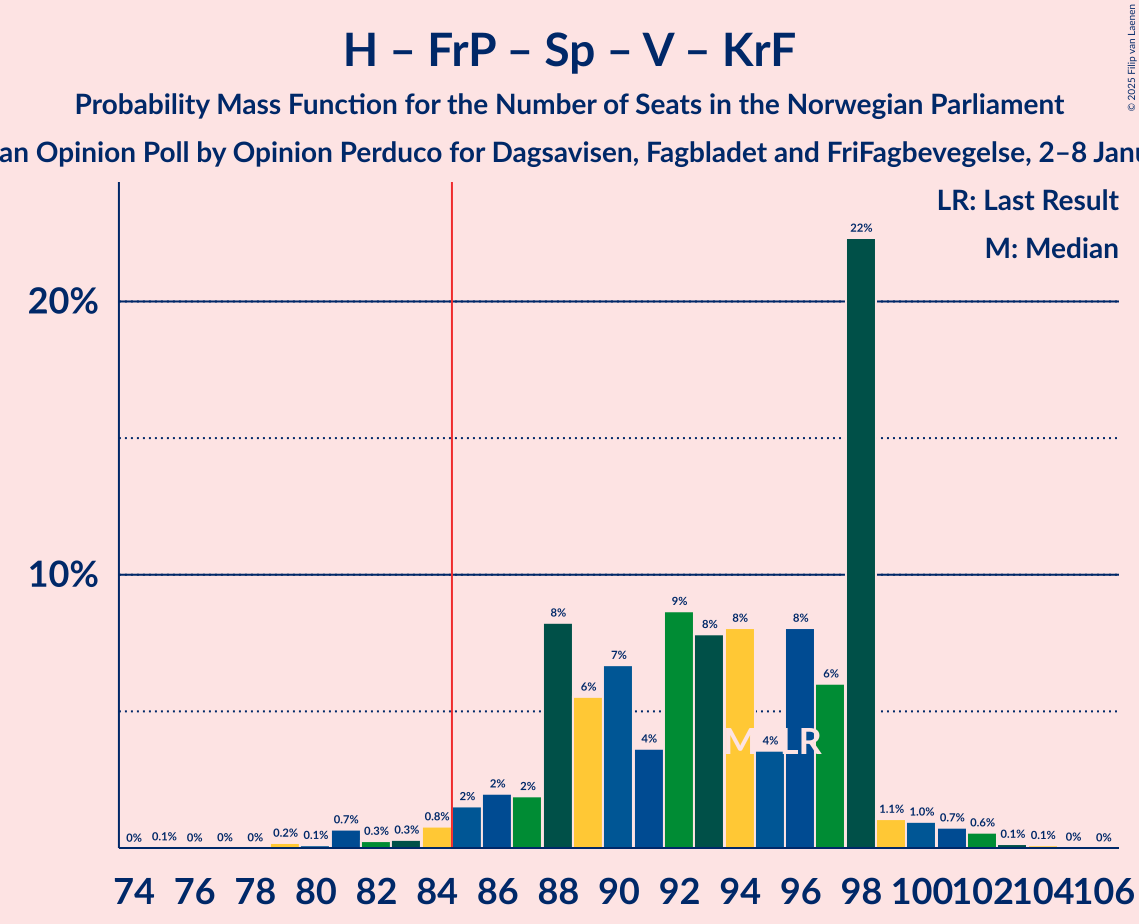 H – FrP – Sp – V – KrF
Probability Mass Function for the Number of Seats in the Norwegian Parliament
an Opinion Poll by Opinion Perduco for Dagsavisen, Fagbladet and FriFagbevegelse, 2–8 Janu
© 2025 Filip van Laenen
LR: Last Result
M: Median
20%
10%
0% 0.1% 0% 0% 0% 0.2% 0.1% 0.7% 0.3% 0.3% 0.8% 2% 2% 2% 8% 6% 7% 4% 9% 8% 8% 4% 8% 6% 22% 1.1% 1.0% 0.7% 0.6% 0.1% 0.1% 0% 0%
M LR
74 76 78 80 82 84 86 88 90 92 94 96 98 100 102 104 106